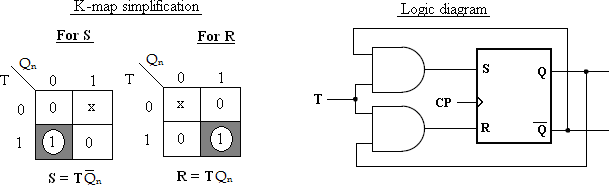 K-map simplification
For S
Qn
T 0 1
0 0 x
1 1 0
S = TQ̅n
For R
Qn
T 0 1
0 x 0
1 0 1
R = TQn
Logic diagram
T
CP
S Q
R Q̅